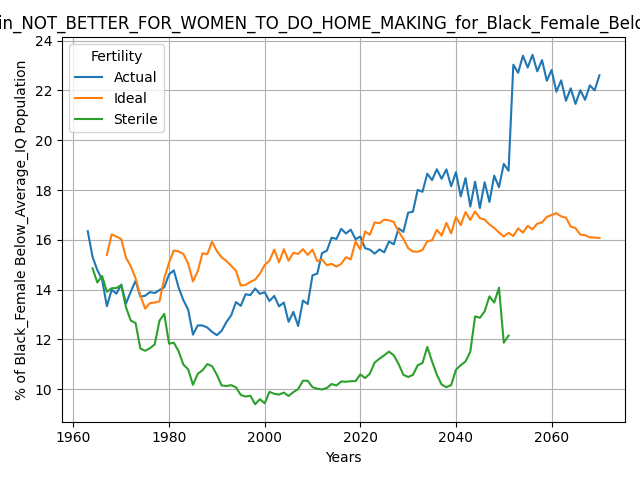 in_NOT_BETTER_FOR_WOMEN_TO_DO_HOME_MAKING_for_Black_Female_Belo
Fertility
Actual
Ideal
Sterile
% of Black_Female Below_Average_IQ Population
24
22
20
18
16
14
12
10
1960
1980
2000
2020
2040
2060
Years